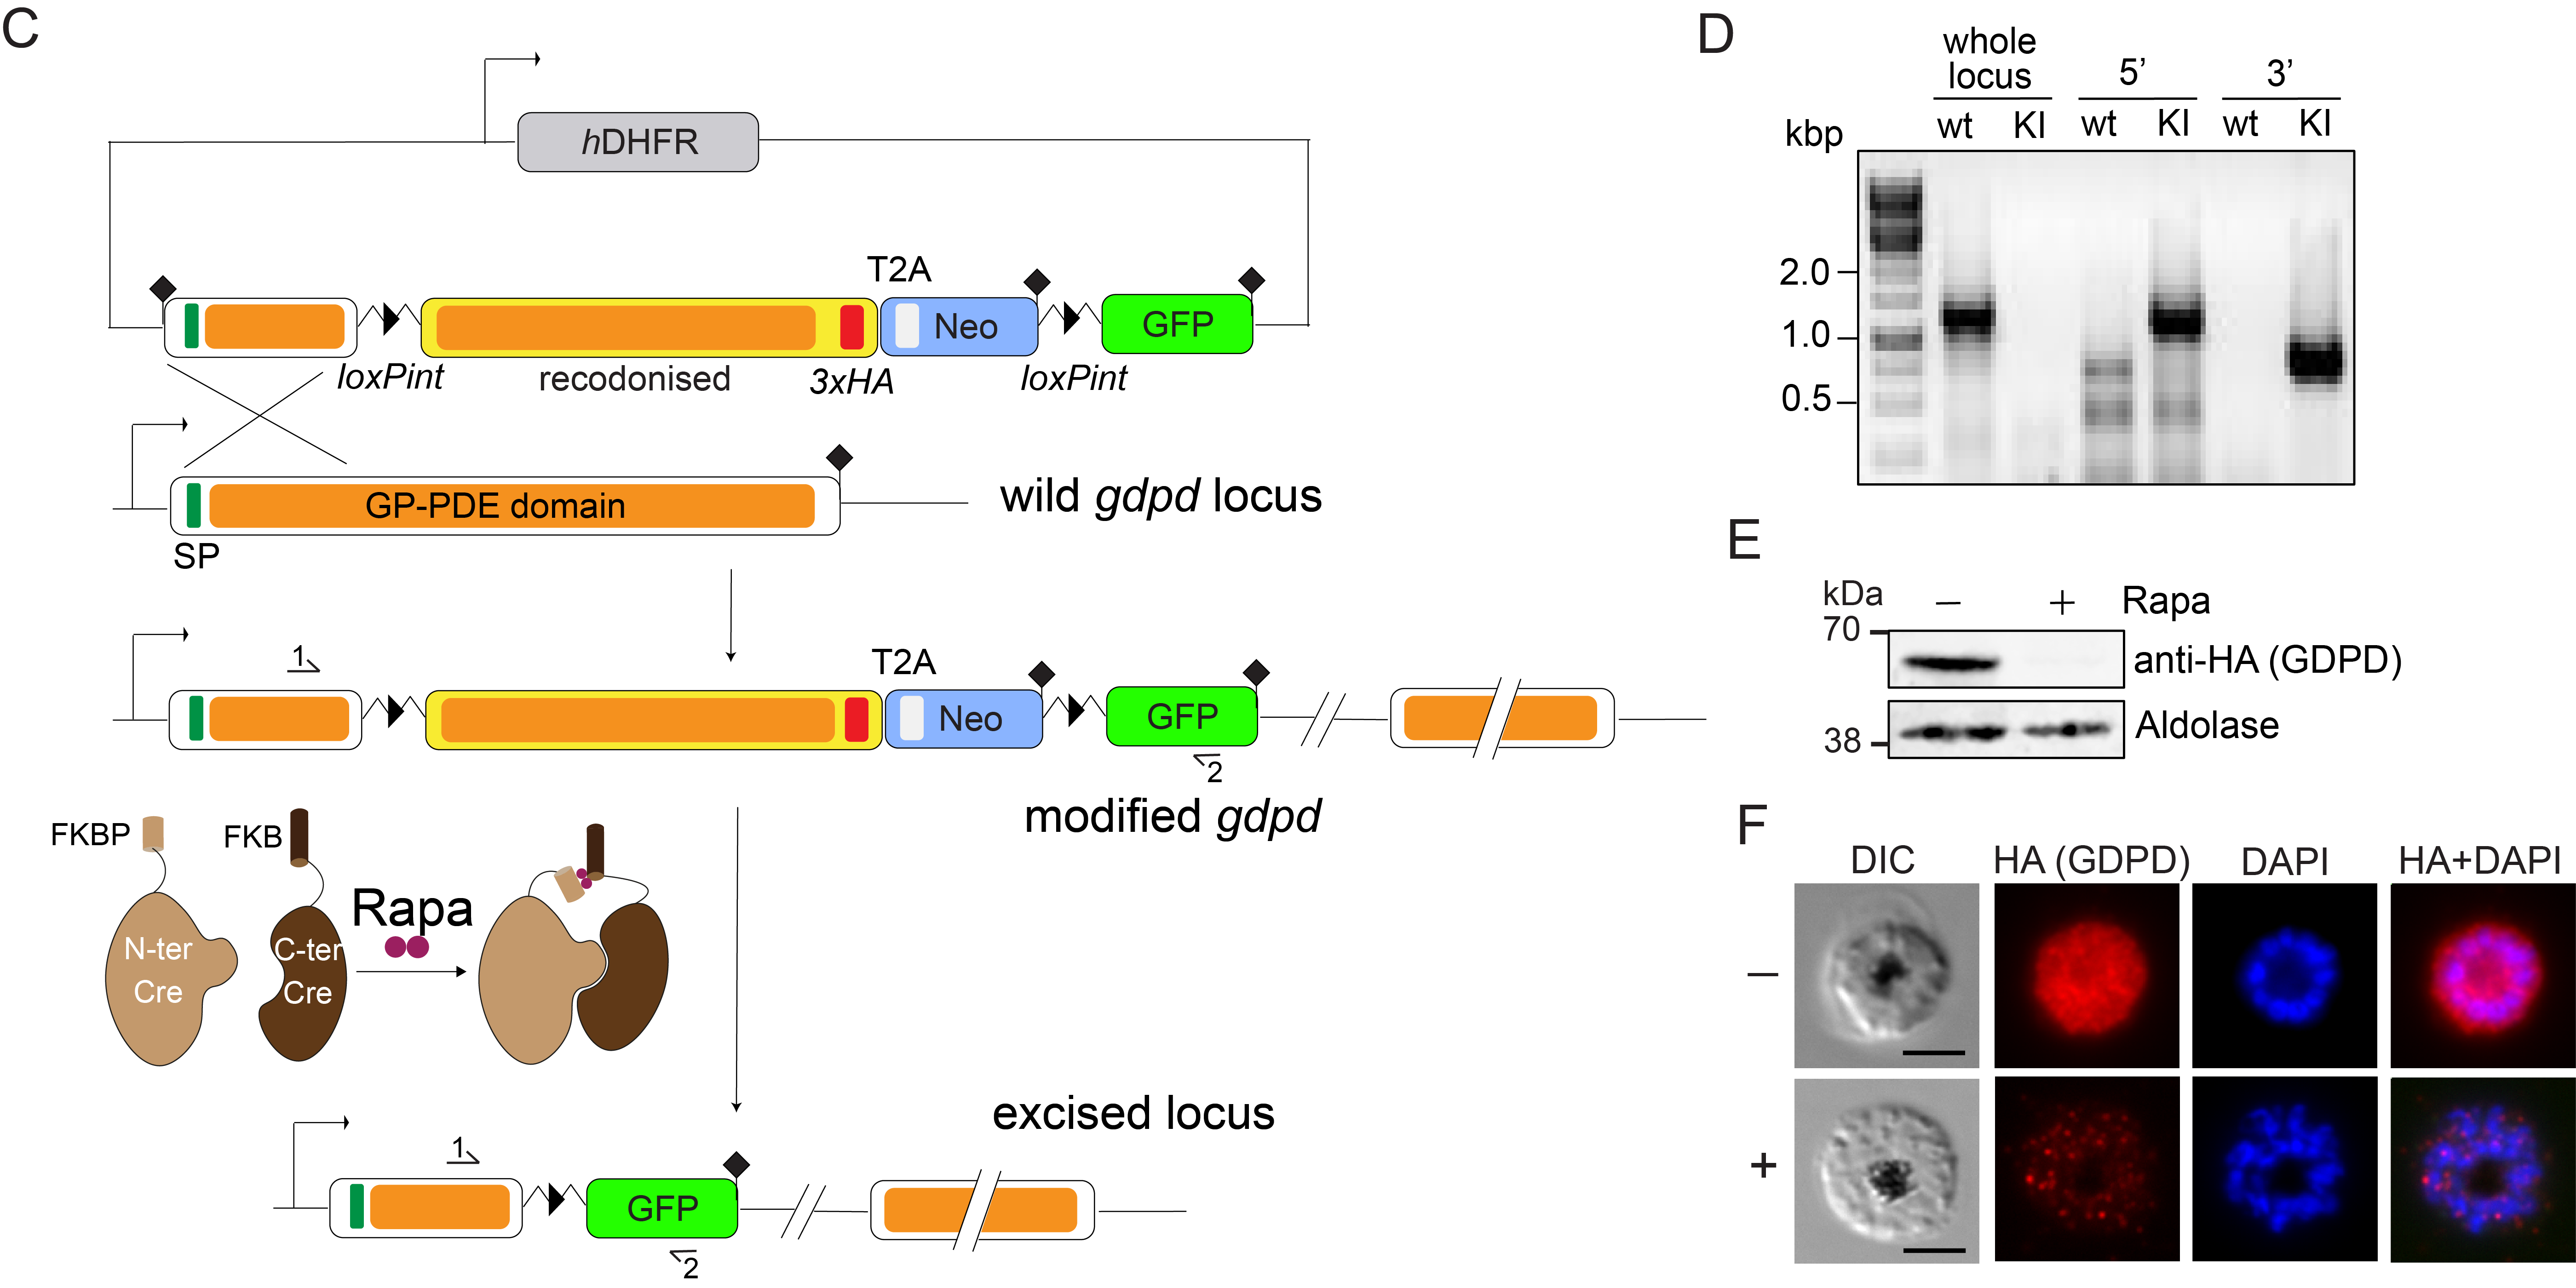 C
hDHFR
T2A
Neo
GFP
loxPint
recodonised
3xHA
loxPint
GP-PDE domain
wild gdpd locus
SP
1
T2A
Neo
GFP
2
modified gdpd
FKBP
FKB
Rapa
N-ter
Cre
C-ter
Cre
excised locus
1
GFP
2
D
whole
locus
5’
3’
kbp
wt
KI
wt
KI
wt
KI
2.0
1.0
0.5
E
kDa
– + Rapa
70
anti-HA (GDPD)
38
Aldolase
F
DIC
HA (GDPD)
DAPI
HA+DAPI
–
+